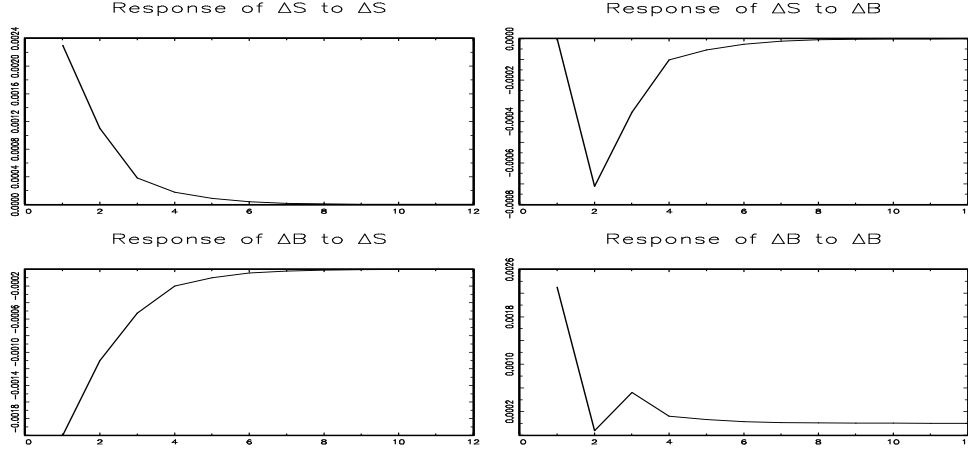 Response of ΔS to ΔS
0.0000 0.0004 0.0008 0.0012 0.0016 0.0020 0.0024
0 2 4 6 8 10 12
Response of ΔS to ΔB
-0.0008 -0.0006 -0.0004 -0.0002 0.0000
0 2 4 6 8 10 1
Response of ΔB to ΔS
-0.0018 -0.0014 -0.0010 -0.0006 -0.0002
0 2 4 6 8 10 12
Response of ΔB to ΔB
0.0002 0.0010 0.0018 0.0026
0 2 4 6 8 10 1